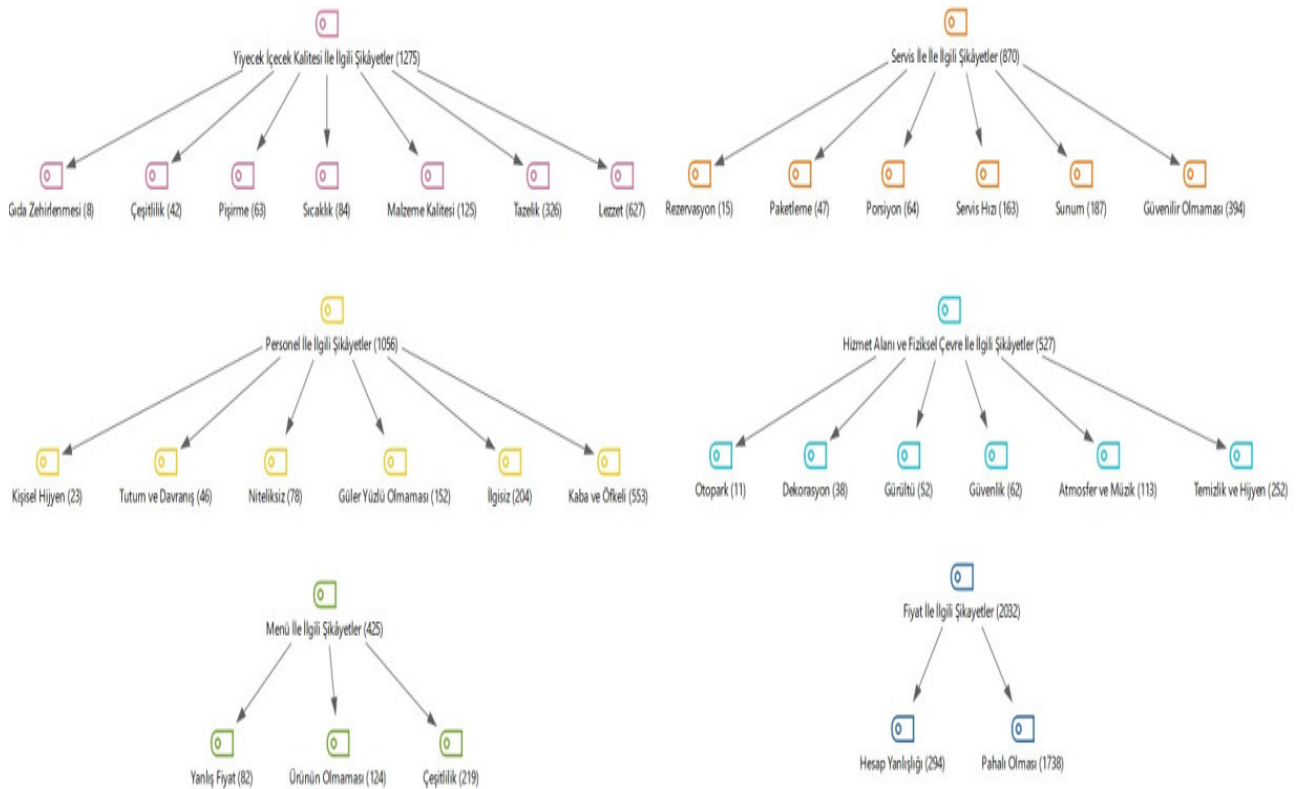 Yiyecek İçecek Kalitesi İle İlgili Şikâyetler (1275)
Gıda Zehirlenmesi (8)
Çeşitlilik (42)
Pişirme (63)
Sıcaklık (84)
Malzeme Kalitesi (125)
Tazelik (326)
Lezzet (627)
Servis İle İle İlgili Şikâyetler (870)
Rezervasyon (15)
Paketleme (47)
Porsiyon (64)
Servis Hızı (163)
Sunum (187)
Güvenilir Olmaması (394)
Personel İle İlgili Şikâyetler (1056)
Kişisel Hijyen (23)
Tutum ve Davranış (46)
Niteliksiz (78)
Güler Yüzlü Olmaması (152)
İlgisiz (204)
Kaba ve Öfkeli (553)
Hizmet Alanı ve Fiziksel Çevre İle İlgili Şikâyetler (527)
Otopark (11)
Dekorasyon (38)
Gürültü (52)
Güvenlik (62)
Atmosfer ve Müzik (113)
Temizlik ve Hijyen (252)
Menü İle İlgili Şikâyetler (425)
Yanlış Fiyat (82)
Ürünün Olmaması (124)
Çeşitlilik (219)
Fiyat İle İlgili Şikayetler (2032)
Hesap Yanlışlığı (294)
Pahalı Olması (1738)